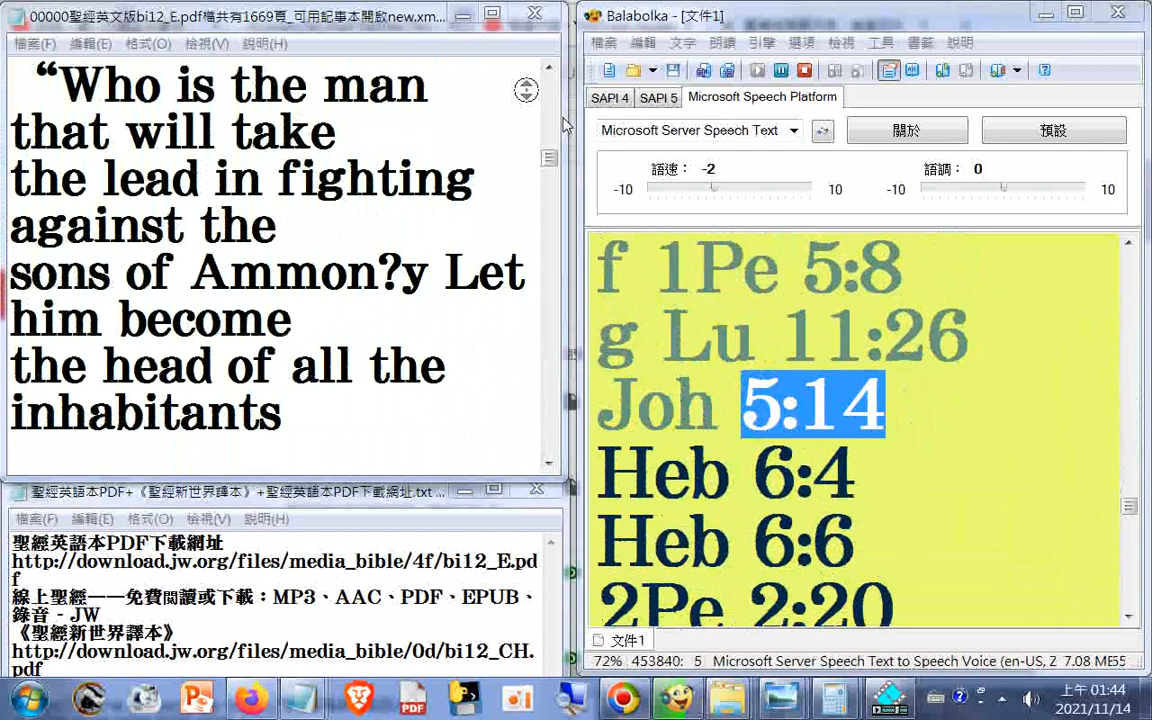 00000聖經英文版bi12_E.pdf檔共有1669頁_可用記事本開啟new.xm...
檔案(F) 編輯(E) 格式(O) 檢視(V) 說明(H)
“Who is the man
that will take
the lead in fighting
against the
sons of Ammon?y Let
him become
the head of all the
inhabitants
聖經英語本PDF+《聖經新世界譯本》+聖經英語本PDF下載網址.txt ...
檔案(F) 編輯(E) 格式(O) 檢視(V) 說明(H)
聖經英語本PDF下載網址
http://download.jw.org/files/media_bible/4f/bi12_E.pd
f
線上聖經——免費閱讀或下載：MP3、AAC、PDF、EPUB、
錄音 - JW
《聖經新世界譯本》
http://download.jw.org/files/media_bible/0d/bi12_CH.
pdf
Balabolka - [文件1]
檔案 編輯 文字 朗讀 引擎 選項 檢視 工具 書籤 說明
SAPI 4 SAPI 5 Microsoft Speech Platform
Microsoft Server Speech Text 關於 預設
語速： -2 語調： 0
-10 10 -10 10
f 1Pe 5:8
g Lu 11:26
Joh 5:14
Heb 6:4
Heb 6:6
2Pe 2:20
文件1
72% 453840: 5 Microsoft Server Speech Text to Speech Voice (en-US, Z 7.08 ME55
上午 01:44
2021/11/14